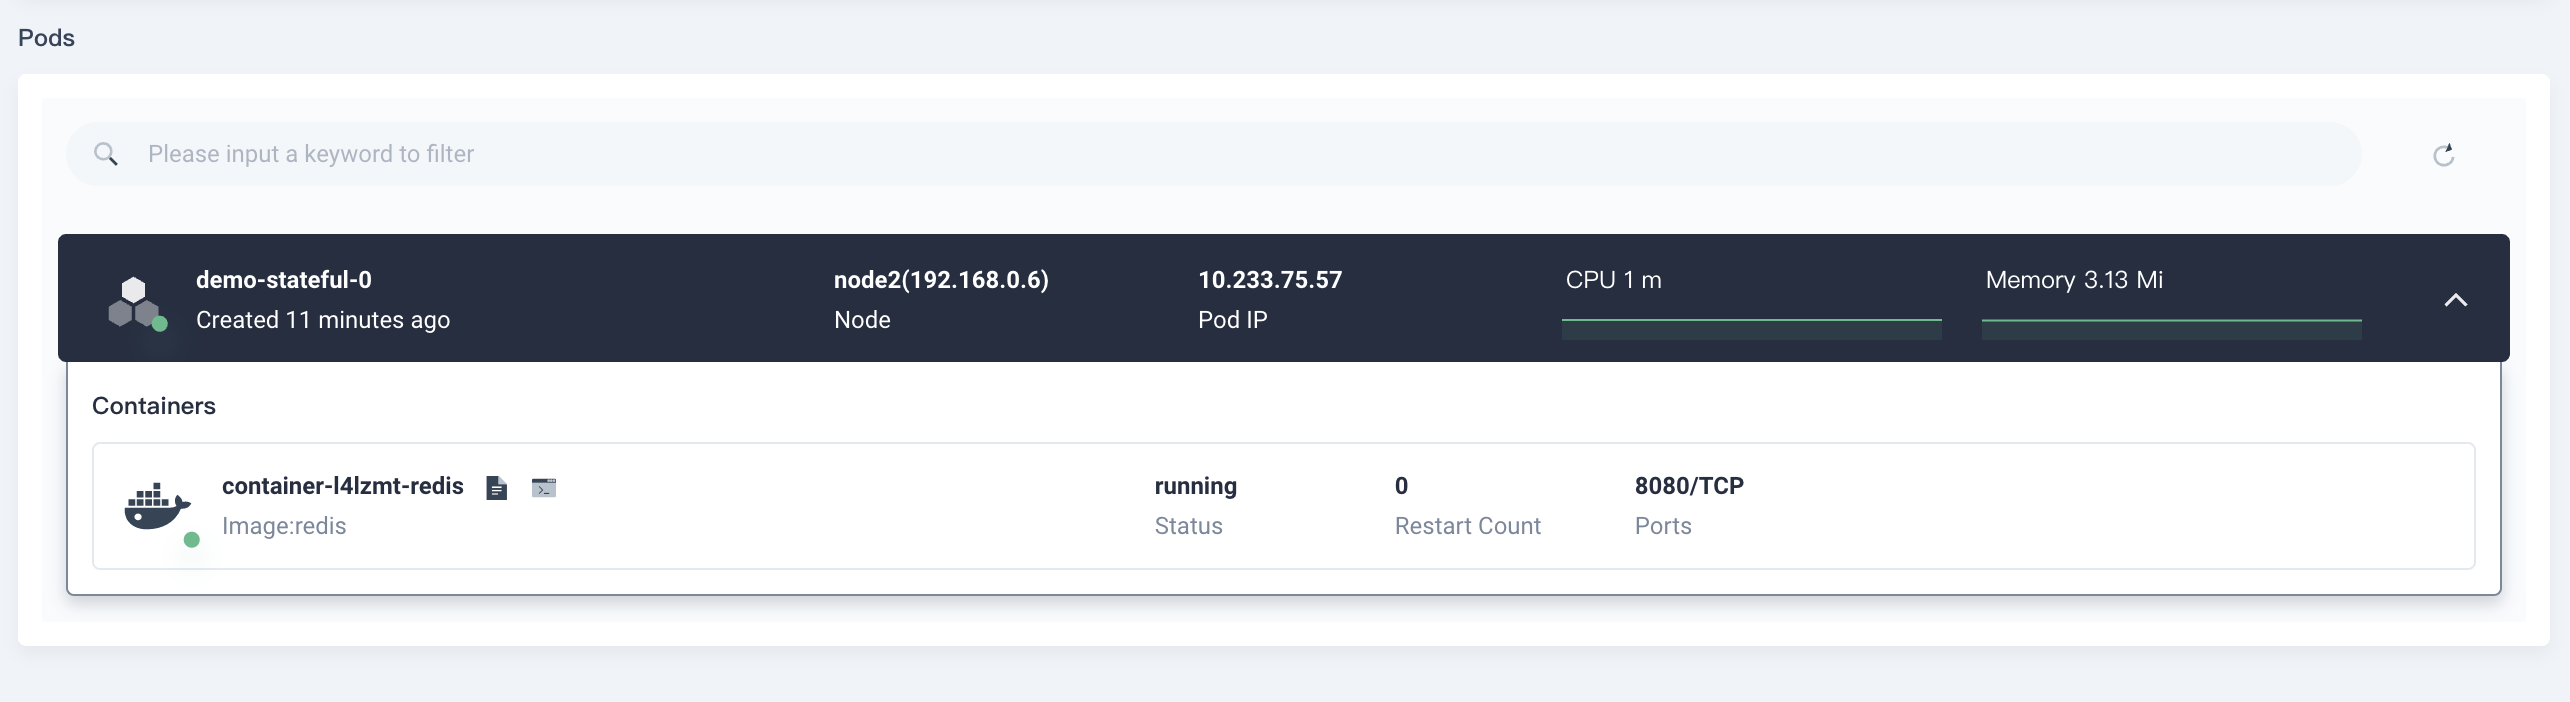 Pods
Please input a keyword to filter
demo-stateful-0
Created 11 minutes ago
node2(192.168.0.6)
Node
10.233.75.57
Pod IP
CPU 1 m
Memory 3.13 Mi
Containers
container-l4lzmt-redis
Image:redis
running
Status
0
Restart Count
8080/TCP
Ports